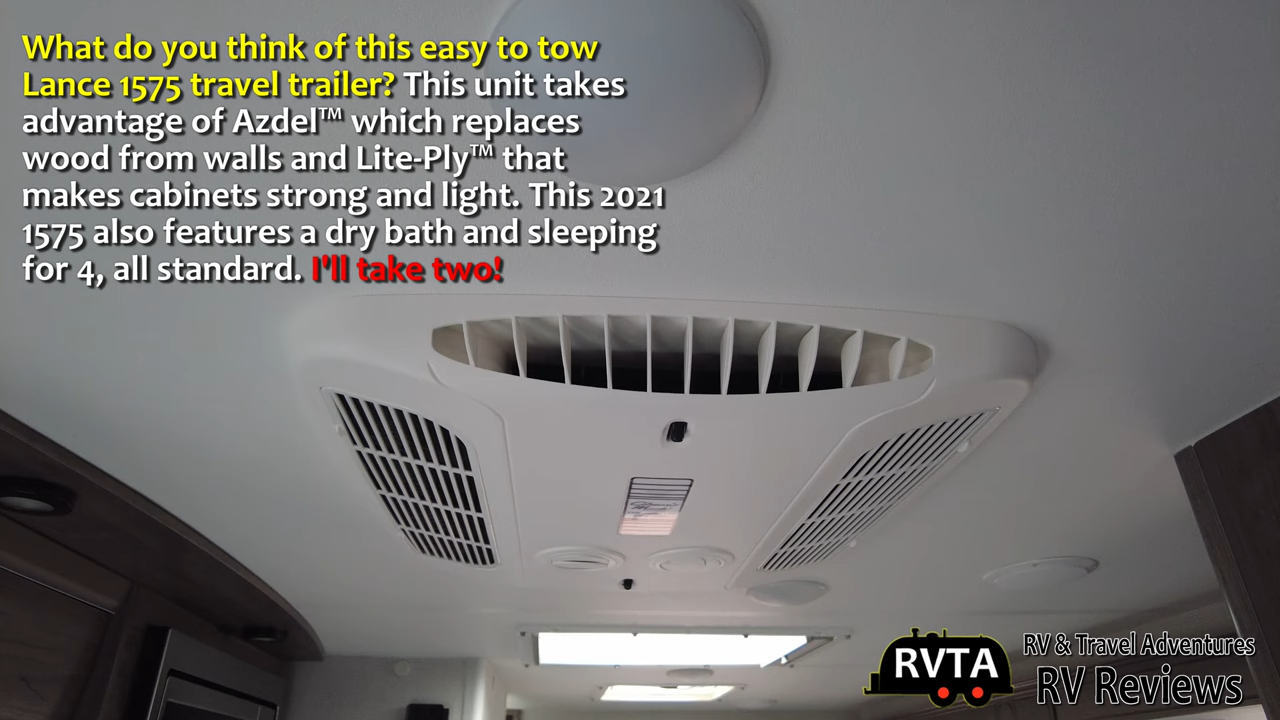 What do you think of this easy to tow
Lance 1575 travel trailer? This unit takes
advantage of Azdel™ which replaces
wood from walls and Lite-Ply™ that
makes cabinets strong and light. This 2021
1575 also features a dry bath and sleeping
for 4, all standard. I'll take two!
RVTA
RV & Travel Adventures
RV Reviews